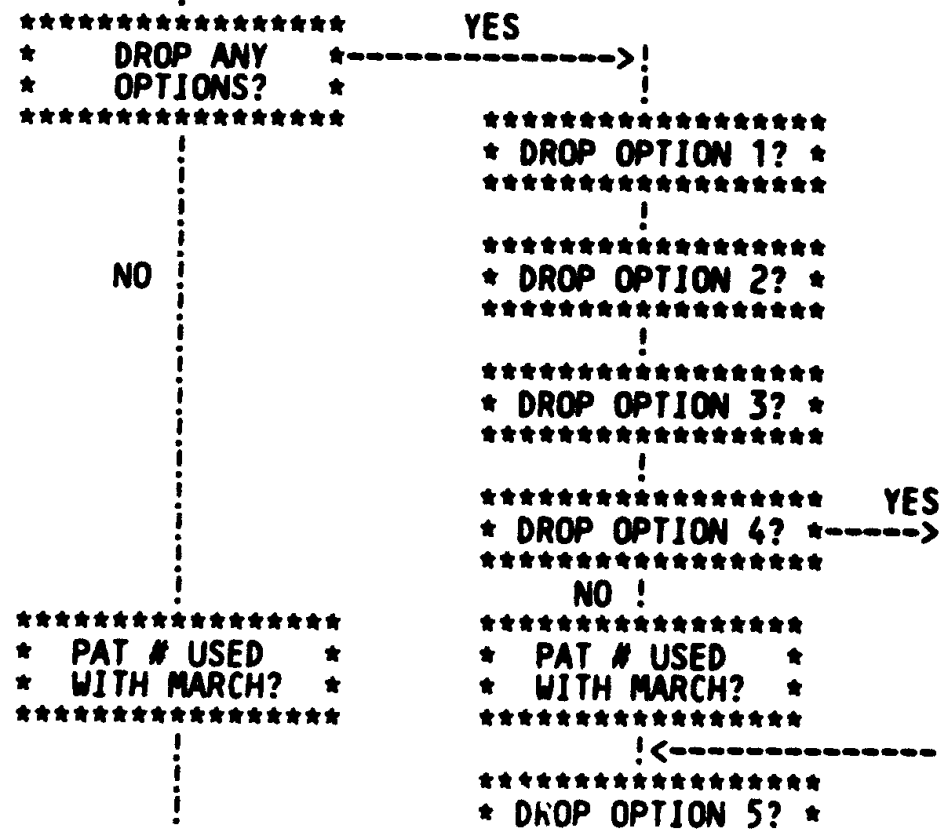 YES
*****************
* DROP ANY *-------------->!
* OPTIONS? *
*****************
******************
* DROP OPTION 1? *
******************
******************
NO * DROP OPTION 2? *
******************
******************
* DROP OPTION 3? *
******************
****************** YES
* DROP OPTION 4? *----->
******************
NO !
***************** *****************
* PAT # USED * * PAT # USED *
* WITH MARCH? * * WITH MARCH? *
***************** *****************
!<--------------
******************
* DROP OPTION 5? *